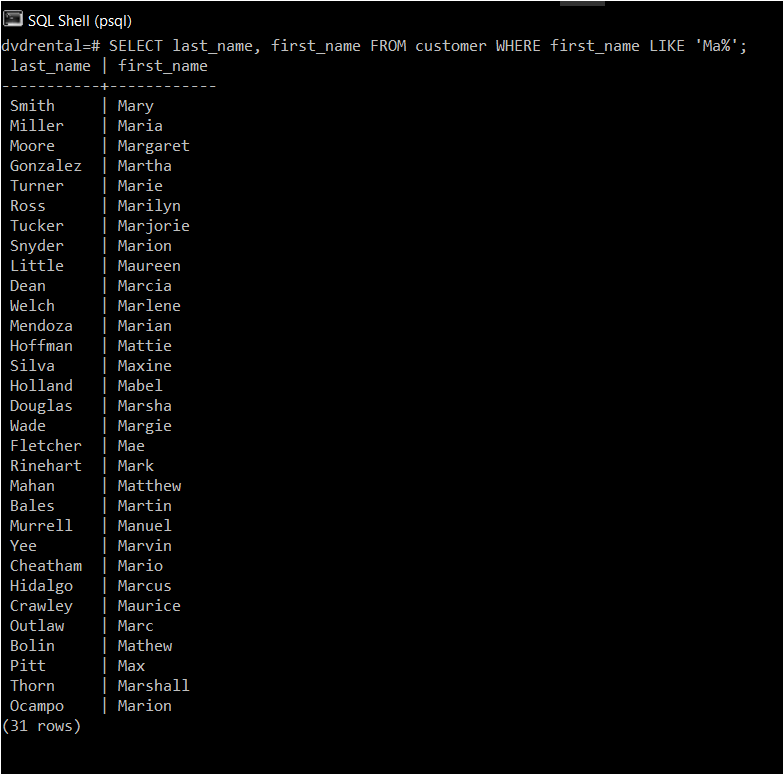 SQL Shell (psql)
dvdrental=# SELECT last_name, first_name FROM customer WHERE first_name LIKE 'Ma%';
 last_name | first_name
-----------+------------
 Smith     | Mary
 Miller    | Maria
 Moore     | Margaret
 Gonzalez  | Martha
 Turner    | Marie
 Ross      | Marilyn
 Tucker    | Marjorie
 Snyder    | Marion
 Little    | Maureen
 Dean      | Marcia
 Welch     | Marlene
 Mendoza   | Marian
 Hoffman   | Mattie
 Silva     | Maxine
 Holland   | Mabel
 Douglas   | Marsha
 Wade      | Margie
 Fletcher  | Mae
 Rinehart  | Mark
 Mahan     | Matthew
 Bales     | Martin
 Murrell   | Manuel
 Yee       | Marvin
 Cheatham  | Mario
 Hidalgo   | Marcus
 Crawley   | Maurice
 Outlaw    | Marc
 Bolin     | Mathew
 Pitt      | Max
 Thorn     | Marshall
 Ocampo    | Marion
(31 rows)